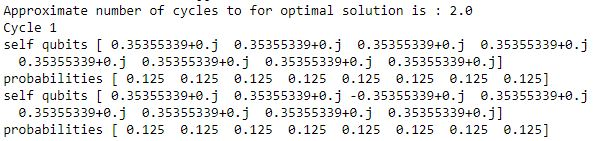 Approximate number of cycles to for optimal solution is : 2.0
Cycle 1
self qubits [ 0.35355339+0.j  0.35355339+0.j  0.35355339+0.j  0.35355339+0.j
  0.35355339+0.j  0.35355339+0.j  0.35355339+0.j  0.35355339+0.j]
probabilities [ 0.125  0.125  0.125  0.125  0.125  0.125  0.125  0.125]
self qubits [ 0.35355339+0.j  0.35355339+0.j -0.35355339+0.j  0.35355339+0.j
  0.35355339+0.j  0.35355339+0.j  0.35355339+0.j  0.35355339+0.j]
probabilities [ 0.125  0.125  0.125  0.125  0.125  0.125  0.125  0.125]